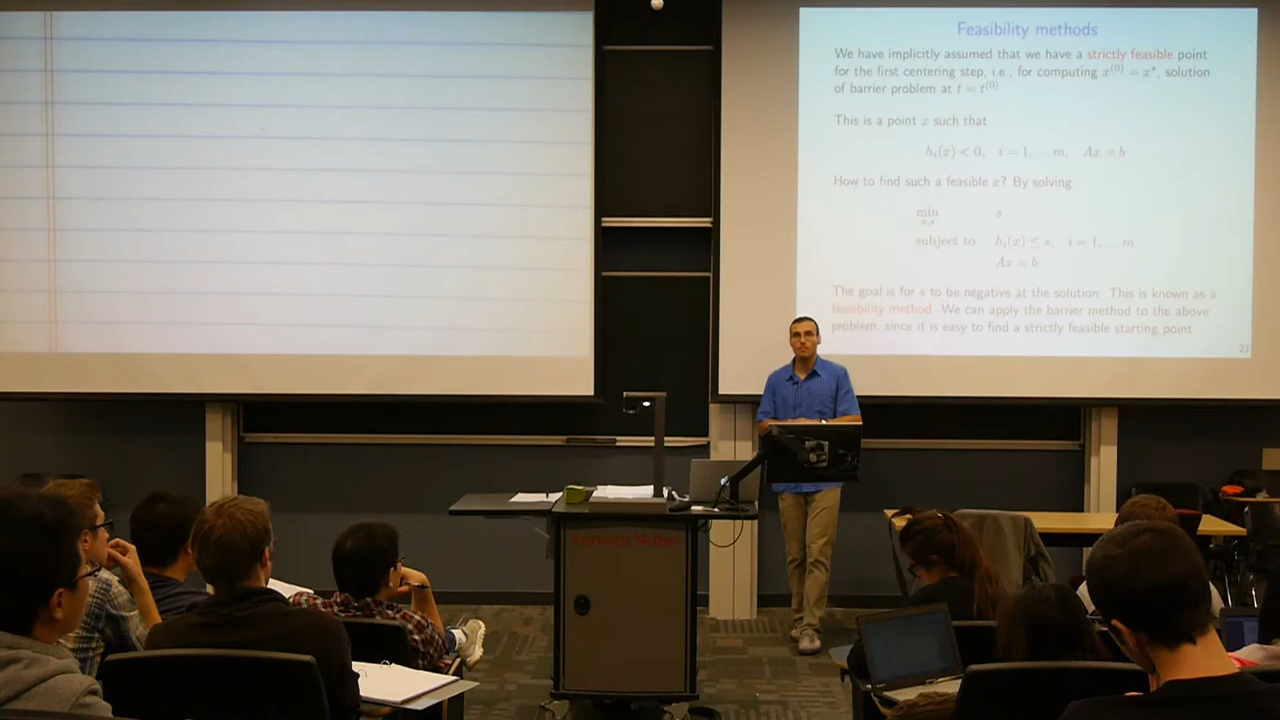 Feasibility methods
We have implicitly assumed that we have a strictly feasible point
for the first centering step, i.e., for computing x^(0) = x*, solution
of barrier problem at t = t^(0)
This is a point x such that
h_i(x) < 0, i = 1, ... m, Ax = b
How to find such a feasible x? By solving
min s
x,s
subject to h_i(x) ≤ s, i = 1, ... m
Ax = b
The goal is for s to be negative at the solution. This is known as a
feasibility method. We can apply the barrier method to the above
problem, since it is easy to find a strictly feasible starting point
21
Carnegie Mellon